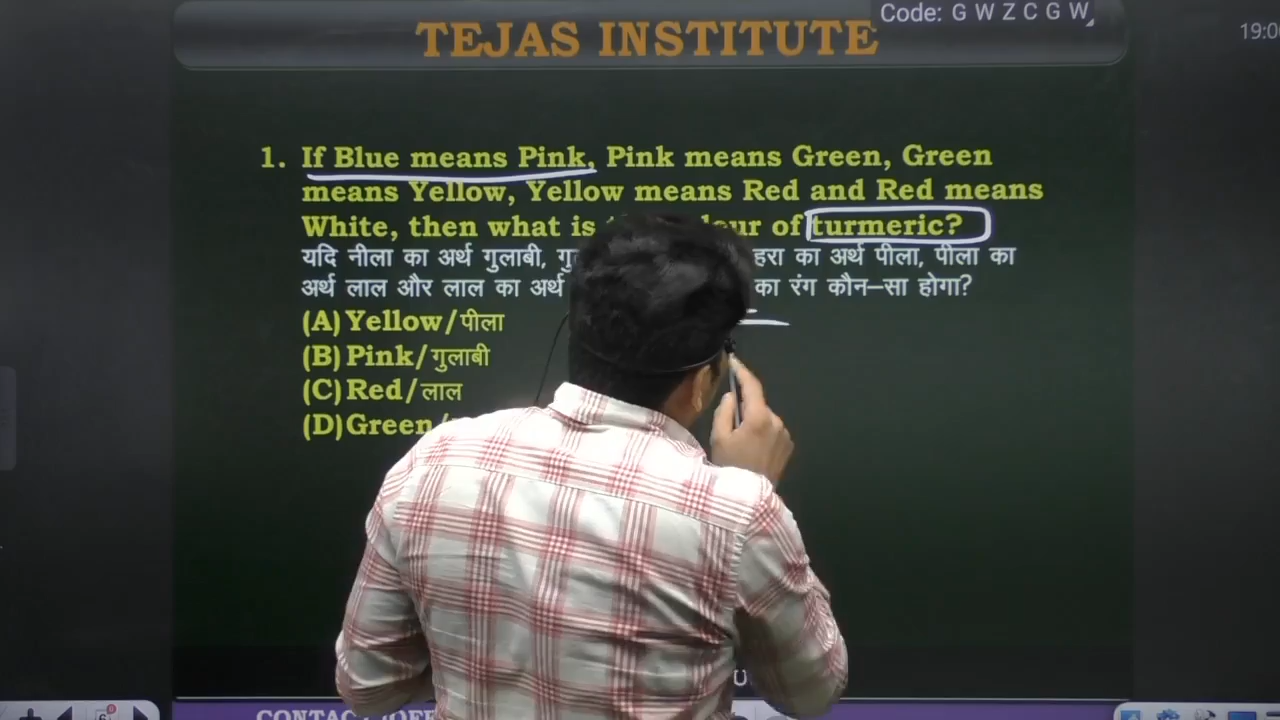 Code: G W Z C G W
TEJAS INSTITUTE
19:0
1. If Blue means Pink, Pink means Green, Green
means Yellow, Yellow means Red and Red means
White, then what is of turmeric?
यदि नीला का अर्थ गुलाबी, का अर्थ पीला, पीला का
अर्थ लाल और लाल का अर्थ का रंग कौन–सा होगा?
(A) Yellow/पीला
(B) Pink/गुलाबी
(C) Red/लाल
(D) Green